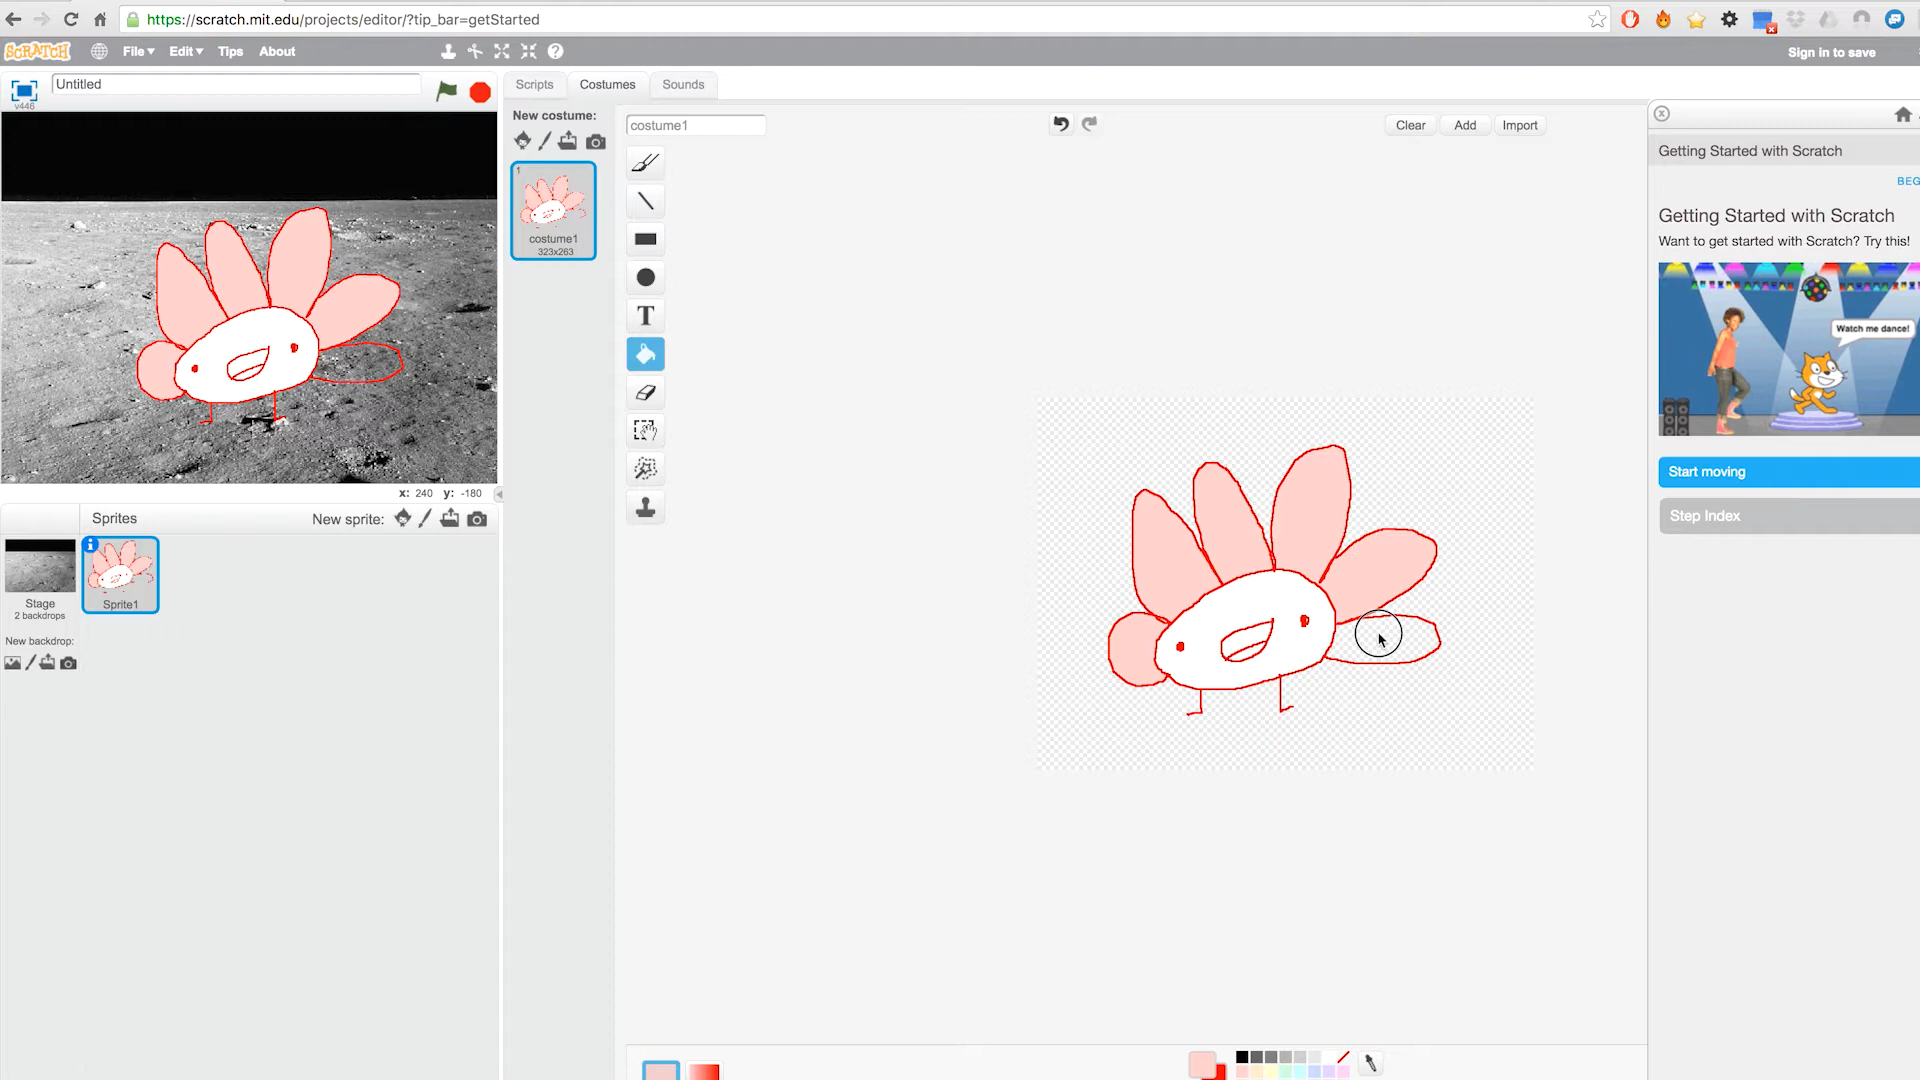 https://scratch.mit.edu/projects/editor/?tip_bar=getStarted
SCRATCH
File
Edit
Tips
About
Sign in to save
v446
Untitled
Scripts
Costumes
Sounds
New costume:
costume1
Clear
Add
Import
1
costume1
323x263
Getting Started with Scratch
BEG
Getting Started with Scratch
Want to get started with Scratch? Try this!
Watch me dance!
Start moving
Step Index
T
x: 240 y: -180
Sprites
New sprite:
Stage
2 backdrops
Sprite1
New backdrop: